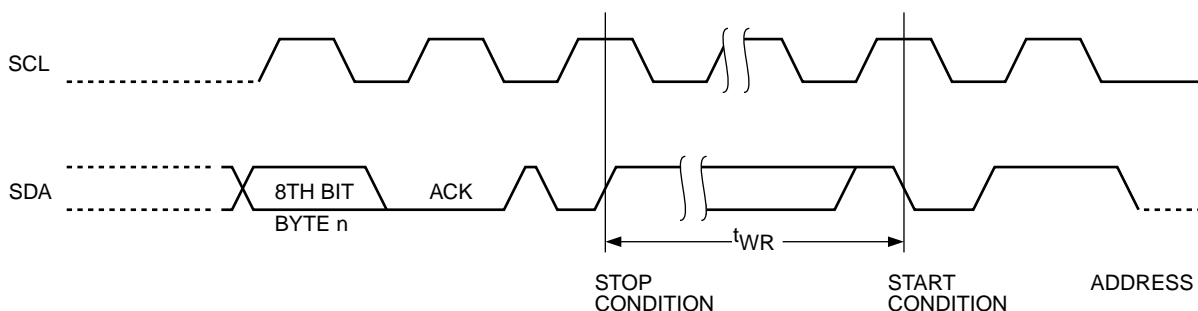 SCL
SDA
8TH BIT
BYTE n
ACK
tWR
STOP
CONDITION
START
CONDITION
ADDRESS